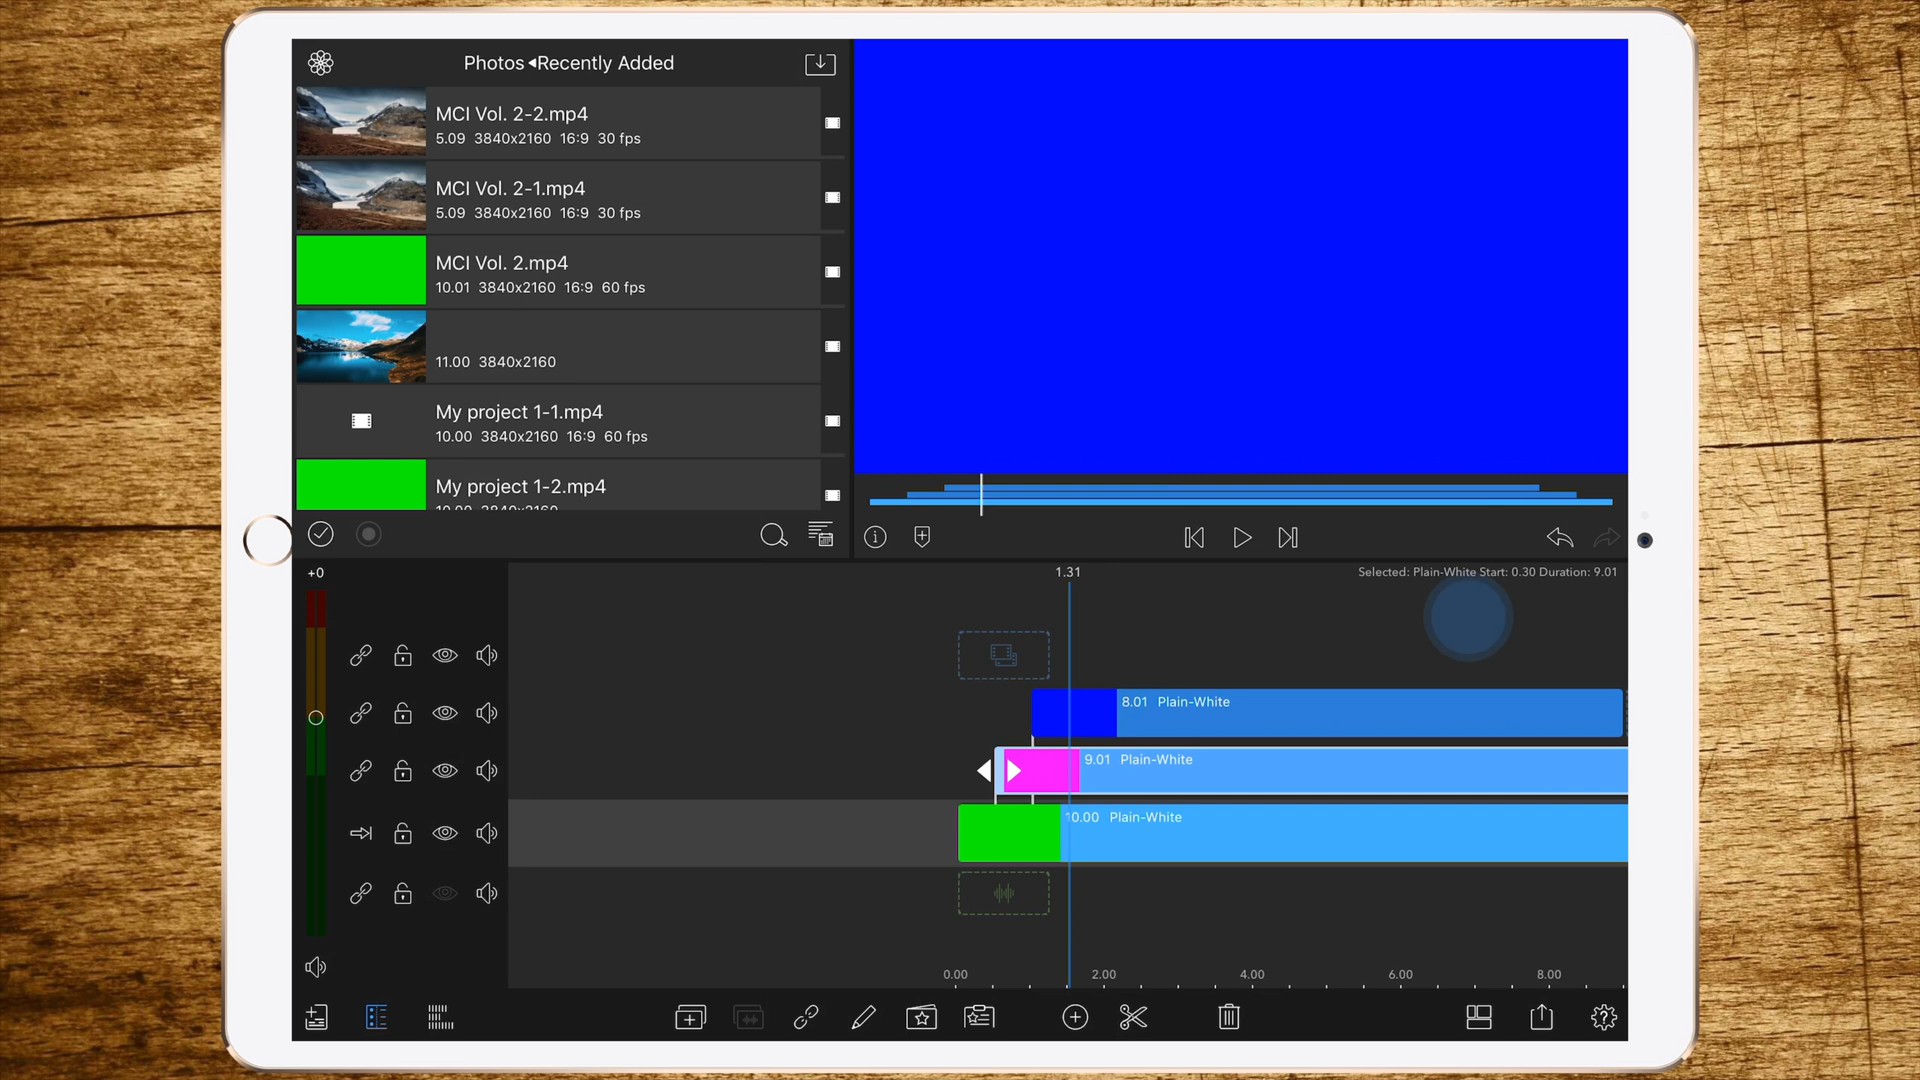 Photos ◂Recently Added
MCI Vol. 2-2.mp4
5.09 3840x2160 16:9 30 fps
MCI Vol. 2-1.mp4
5.09 3840x2160 16:9 30 fps
MCI Vol. 2.mp4
10.01 3840x2160 16:9 60 fps
11.00 3840x2160
My project 1-1.mp4
10.00 3840x2160 16:9 60 fps
My project 1-2.mp4
+0
1.31
Selected: Plain-White Start: 0.30 Duration: 9.01
8.01 Plain-White
9.01 Plain-White
10.00 Plain-White
0.00 2.00 4.00 6.00 8.00